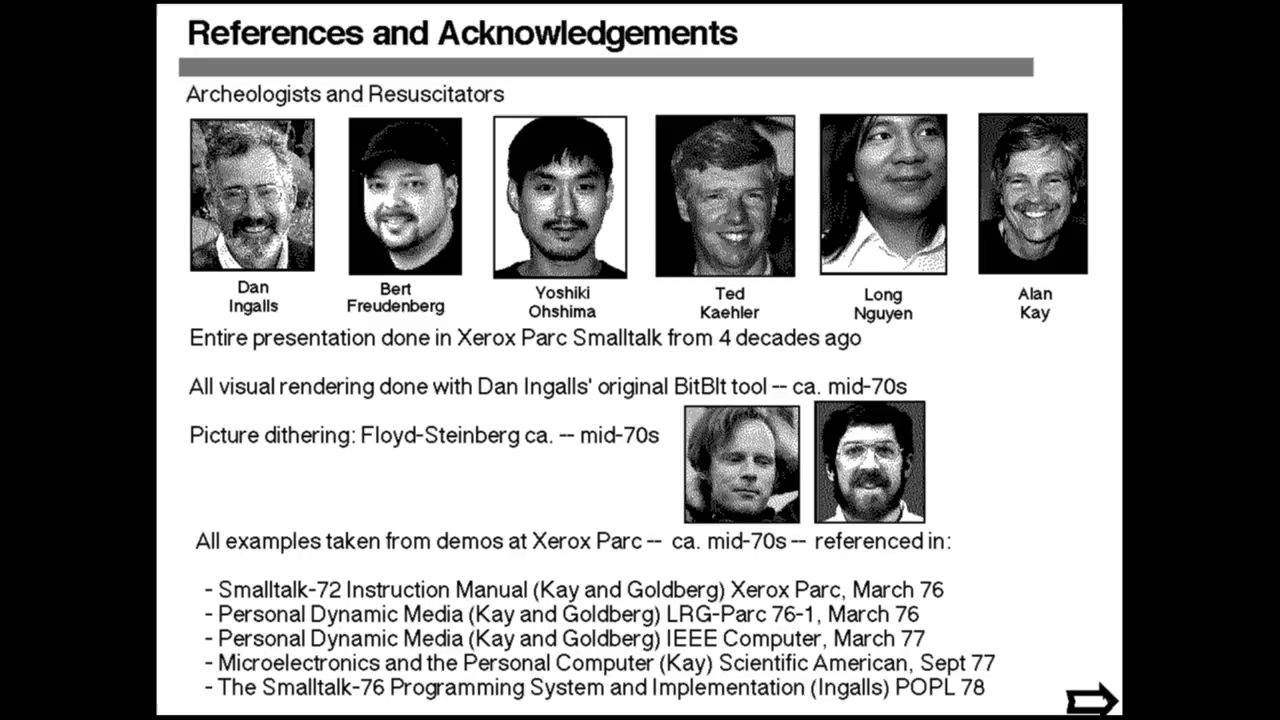 References and Acknowledgements
Archeologists and Resuscitators
Dan Ingalls
Bert Freudenberg
Yoshiki Ohshima
Ted Kaehler
Long Nguyen
Alan Kay
Entire presentation done in Xerox Parc Smalltalk from 4 decades ago
All visual rendering done with Dan Ingalls' original BitBlt tool -- ca. mid-70s
Picture dithering: Floyd-Steinberg ca. -- mid-70s
All examples taken from demos at Xerox Parc -- ca. mid-70s -- referenced in:
- Smalltalk-72 Instruction Manual (Kay and Goldberg) Xerox Parc, March 76
- Personal Dynamic Media (Kay and Goldberg) LRG-Parc 76-1, March 76
- Personal Dynamic Media (Kay and Goldberg) IEEE Computer, March 77
- Microelectronics and the Personal Computer (Kay) Scientific American, Sept 77
- The Smalltalk-76 Programming System and Implementation (Ingalls) POPL 78